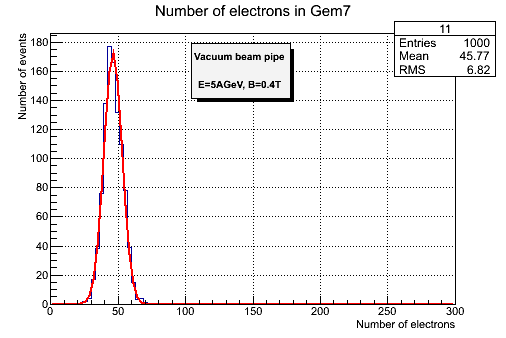 Number of electrons in Gem7
11
Entries 1000
Mean 45.77
RMS 6.82
Vacuum beam pipe
E=5AGeV, B=0.4T
Number of events
180
160
140
120
100
80
60
40
20
0
0 50 100 150 200 250 300
Number of electrons